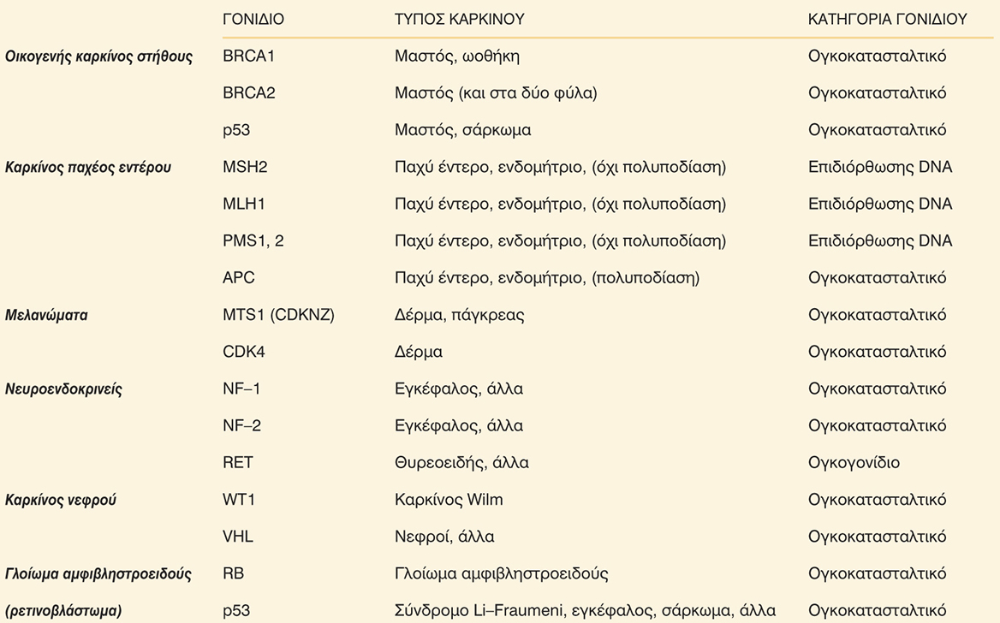 ΓΟΝΙΔΙΟ ΤΥΠΟΣ ΚΑΡΚΙΝΟΥ ΚΑΤΗΓΟΡΙΑ ΓΟΝΙΔΙΟΥ
Οικογενής καρκίνος στήθους BRCA1 Μαστός, ωοθήκη Ογκοκατασταλτικό
BRCA2 Μαστός (και στα δύο φύλα) Ογκοκατασταλτικό
p53 Μαστός, σάρκωμα Ογκοκατασταλτικό
Καρκίνος παχέος εντέρου MSH2 Παχύ έντερο, ενδομήτριο, (όχι πολυποδίαση) Επιδιόρθωσης DNA
MLH1 Παχύ έντερο, ενδομήτριο, (όχι πολυποδίαση) Επιδιόρθωσης DNA
PMS1, 2 Παχύ έντερο, ενδομήτριο, (όχι πολυποδίαση) Επιδιόρθωσης DNA
APC Παχύ έντερο, ενδομήτριο, (πολυποδίαση) Ογκοκατασταλτικό
Μελανώματα MTS1 (CDKNZ) Δέρμα, πάγκρεας Ογκοκατασταλτικό
CDK4 Δέρμα Ογκοκατασταλτικό
Νευροενδοκρινείς NF–1 Εγκέφαλος, άλλα Ογκοκατασταλτικό
NF–2 Εγκέφαλος, άλλα Ογκοκατασταλτικό
RET Θυρεοειδής, άλλα Ογκογονίδιο
Καρκίνος νεφρού WT1 Καρκίνος Wilm Ογκοκατασταλτικό
VHL Νεφροί, άλλα Ογκοκατασταλτικό
Γλοίωμα αμφιβληστροειδούς RB Γλοίωμα αμφιβληστροειδούς Ογκοκατασταλτικό
(ρετινοβλάστωμα) p53 Σύνδρομο Li–Fraumeni, εγκέφαλος, σάρκωμα, άλλα Ογκοκατασταλτικό